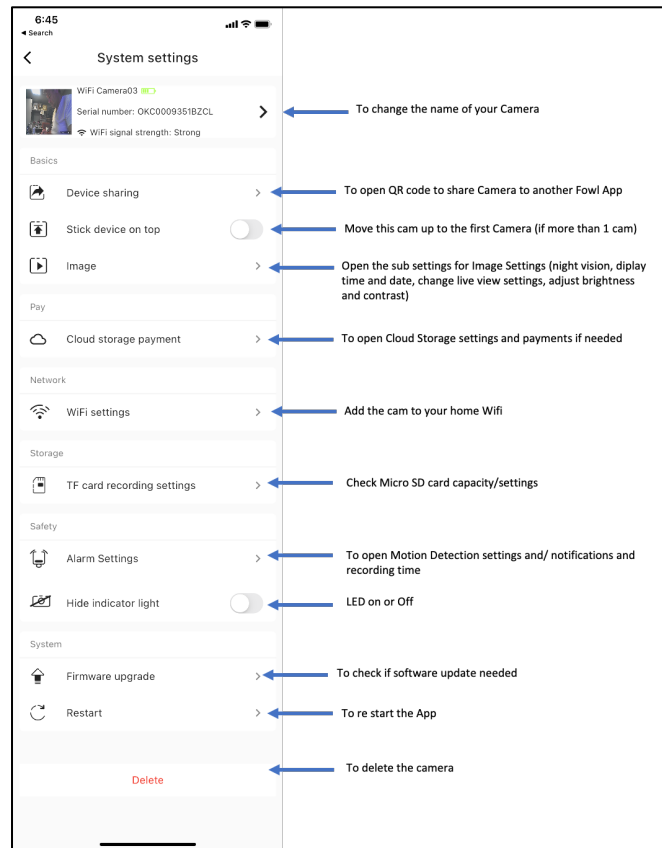 6:45
◄ Search
System settings
WiFi Camera03
Serial number: OKC0009351BZCL
WiFi signal strength: Strong
To change the name of your Camera
Basics
Device sharing
To open QR code to share Camera to another Fowl App
Stick device on top
Move this cam up to the first Camera (if more than 1 cam)
Image
Open the sub settings for Image Settings (night vision, diplay
time and date, change live view settings, adjust brightness
and contrast)
Pay
Cloud storage payment
To open Cloud Storage settings and payments if needed
Network
WiFi settings
Add the cam to your home Wifi
Storage
TF card recording settings
Check Micro SD card capacity/settings
Safety
Alarm Settings
To open Motion Detection settings and/ notifications and
recording time
Hide indicator light
LED on or Off
System
Firmware upgrade
To check if software update needed
Restart
To re start the App
Delete
To delete the camera